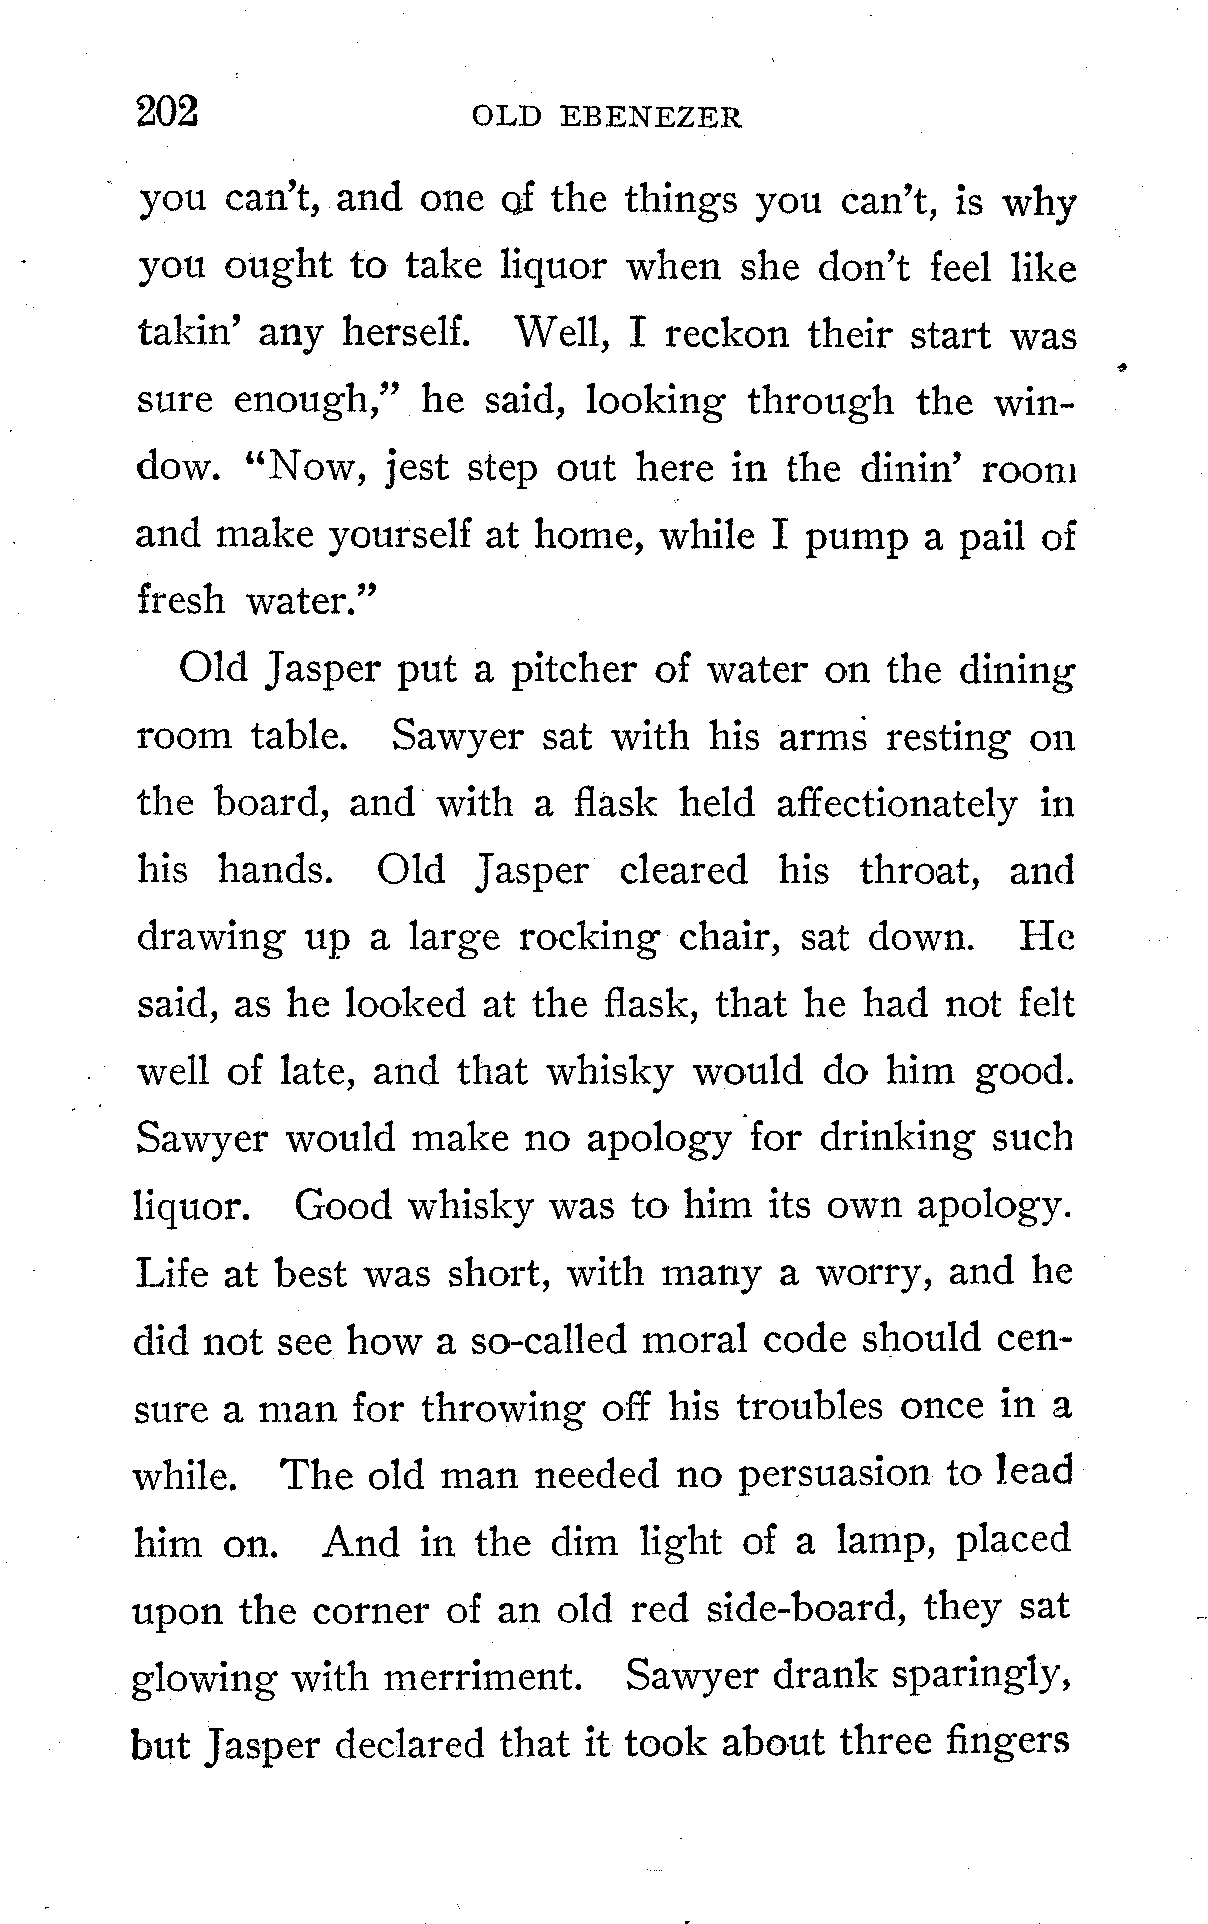 202 OLD EBENEZER
you can't, and one of the things you can't, is why
you ought to take liquor when she don't feel like
takin' any herself. Well, I reckon their start was
sure enough," he said, looking through the win-
dow. "Now, jest step out here in the dinin' room
and make yourself at home, while I pump a pail of
fresh water."
Old Jasper put a pitcher of water on the dining
room table. Sawyer sat with his arms resting on
the board, and with a flask held affectionately in
his hands. Old Jasper cleared his throat, and
drawing up a large rocking chair, sat down. He
said, as he looked at the flask, that he had not felt
well of late, and that whisky would do him good.
Sawyer would make no apology for drinking such
liquor. Good whisky was to him its own apology.
Life at best was short, with many a worry, and he
did not see how a so-called moral code should cen-
sure a man for throwing off his troubles once in a
while. The old man needed no persuasion to lead
him on. And in the dim light of a lamp, placed
upon the corner of an old red side-board, they sat
glowing with merriment. Sawyer drank sparingly,
but Jasper declared that it took about three fingers